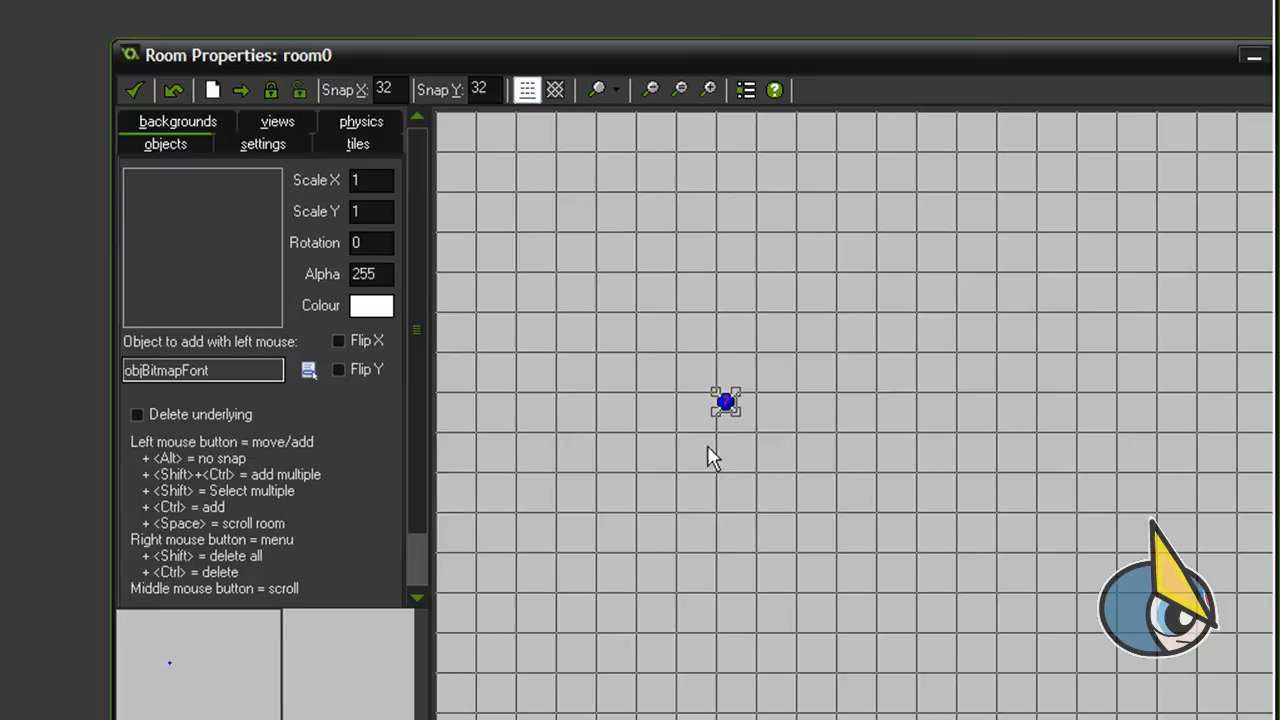 Room Properties: room0
Snap X: 32 Snap Y: 32
backgrounds views physics
objects settings tiles
Scale X 1
Scale Y 1
Rotation 0
Alpha 255
Colour
Object to add with left mouse: Flip X
objBitmapFont Flip Y
Delete underlying
Left mouse button = move/add
+ <Alt> = no snap
+ <Shift>+<Ctrl> = add multiple
+ <Shift> = Select multiple
+ <Ctrl> = add
+ <Space> = scroll room
Right mouse button = menu
+ <Shift> = delete all
+ <Ctrl> = delete
Middle mouse button = scroll